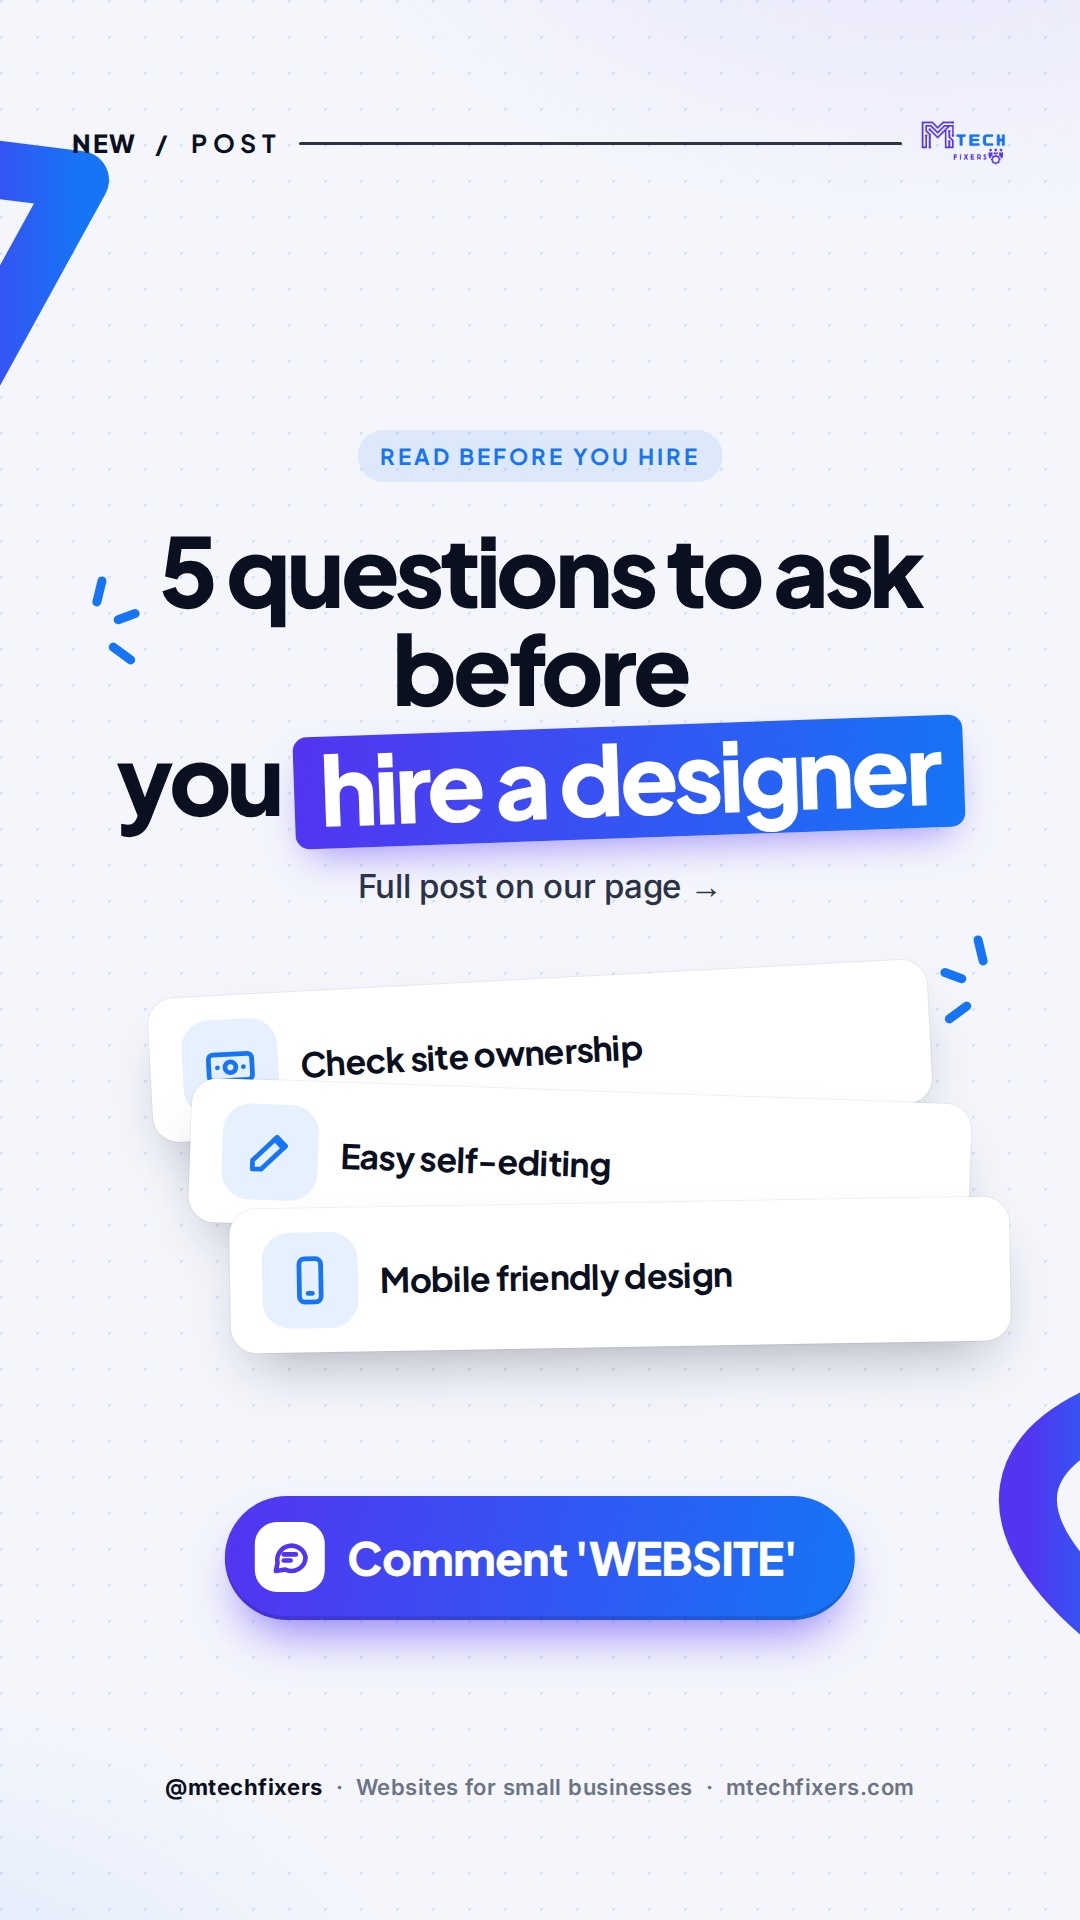 NEW / POST
MTECH
FIXERS
READ BEFORE YOU HIRE
5 questions to ask
before
you hire a designer
Full post on our page →
Check site ownership
Easy self-editing
Mobile friendly design
Comment 'WEBSITE'
@mtechfixers · Websites for small businesses · mtechfixers.com